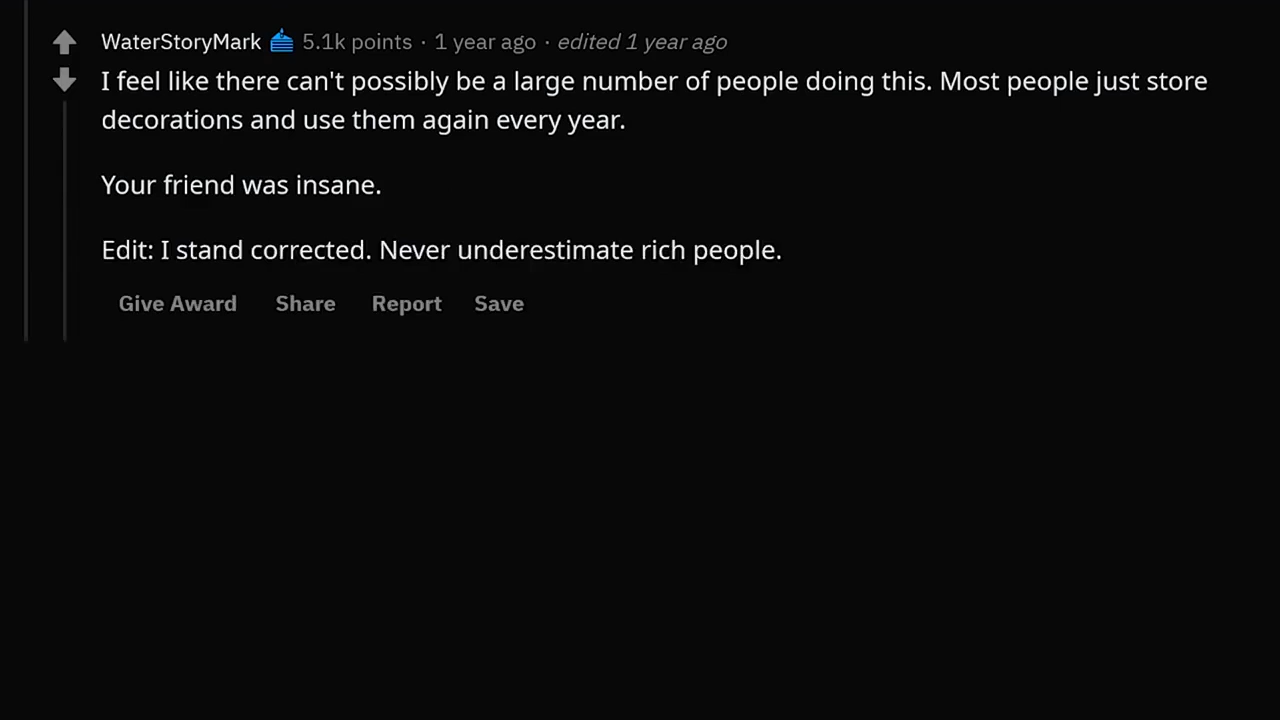 WaterStoryMark 5.1k points · 1 year ago · edited 1 year ago
I feel like there can't possibly be a large number of people doing this. Most people just store
decorations and use them again every year.
Your friend was insane.
Edit: I stand corrected. Never underestimate rich people.
Give Award Share Report Save